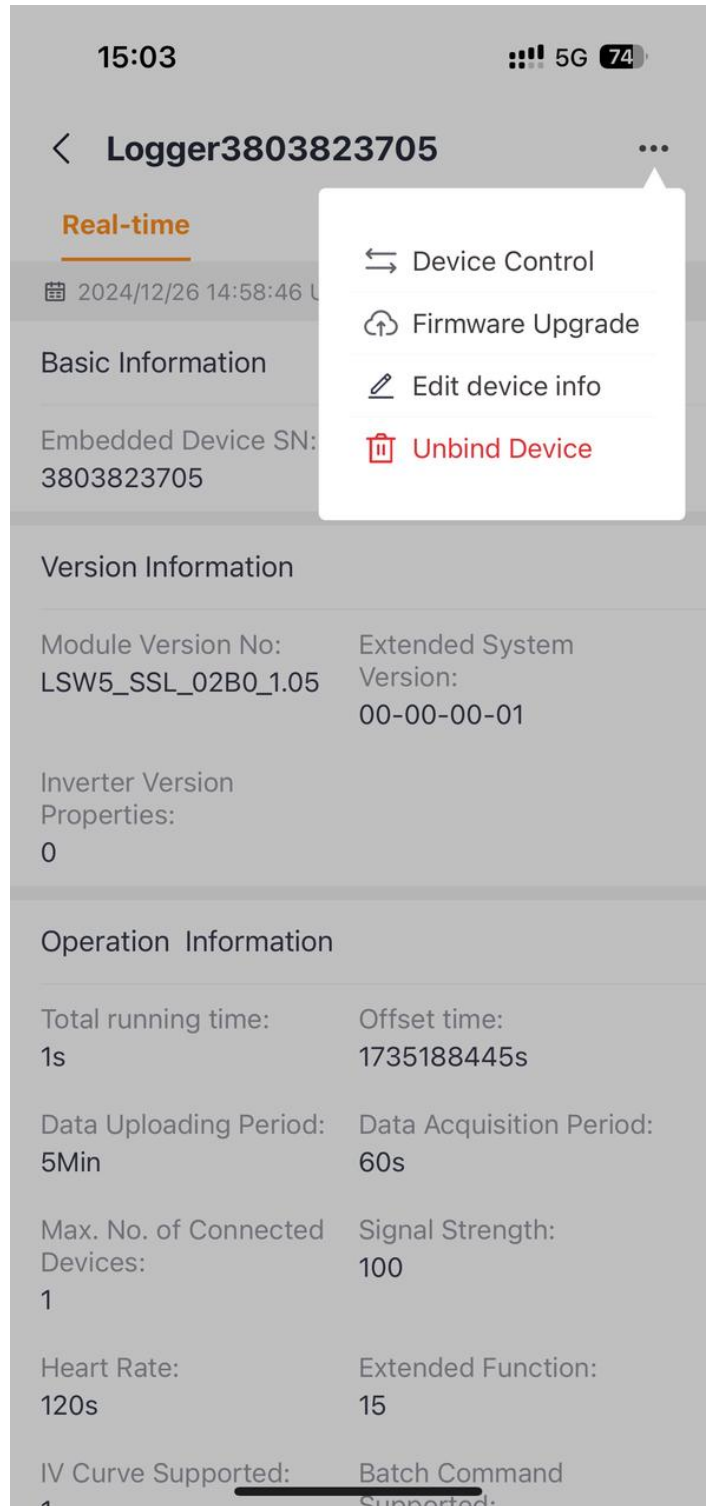 15:03
5G 74
Logger3803823705
Real-time
Device Control
2024/12/26 14:58:46 U
Firmware Upgrade
Basic Information
Edit device info
Embedded Device SN:
3803823705
Unbind Device
Version Information
Module Version No:
LSW5_SSL_02B0_1.05
Extended System
Version:
00-00-00-01
Inverter Version
Properties:
0
Operation Information
Total running time:
1s
Offset time:
1735188445s
Data Uploading Period:
5Min
Data Acquisition Period:
60s
Max. No. of Connected
Devices:
1
Signal Strength:
100
Heart Rate:
120s
Extended Function:
15
IV Curve Supported:
Batch Command
Supported: